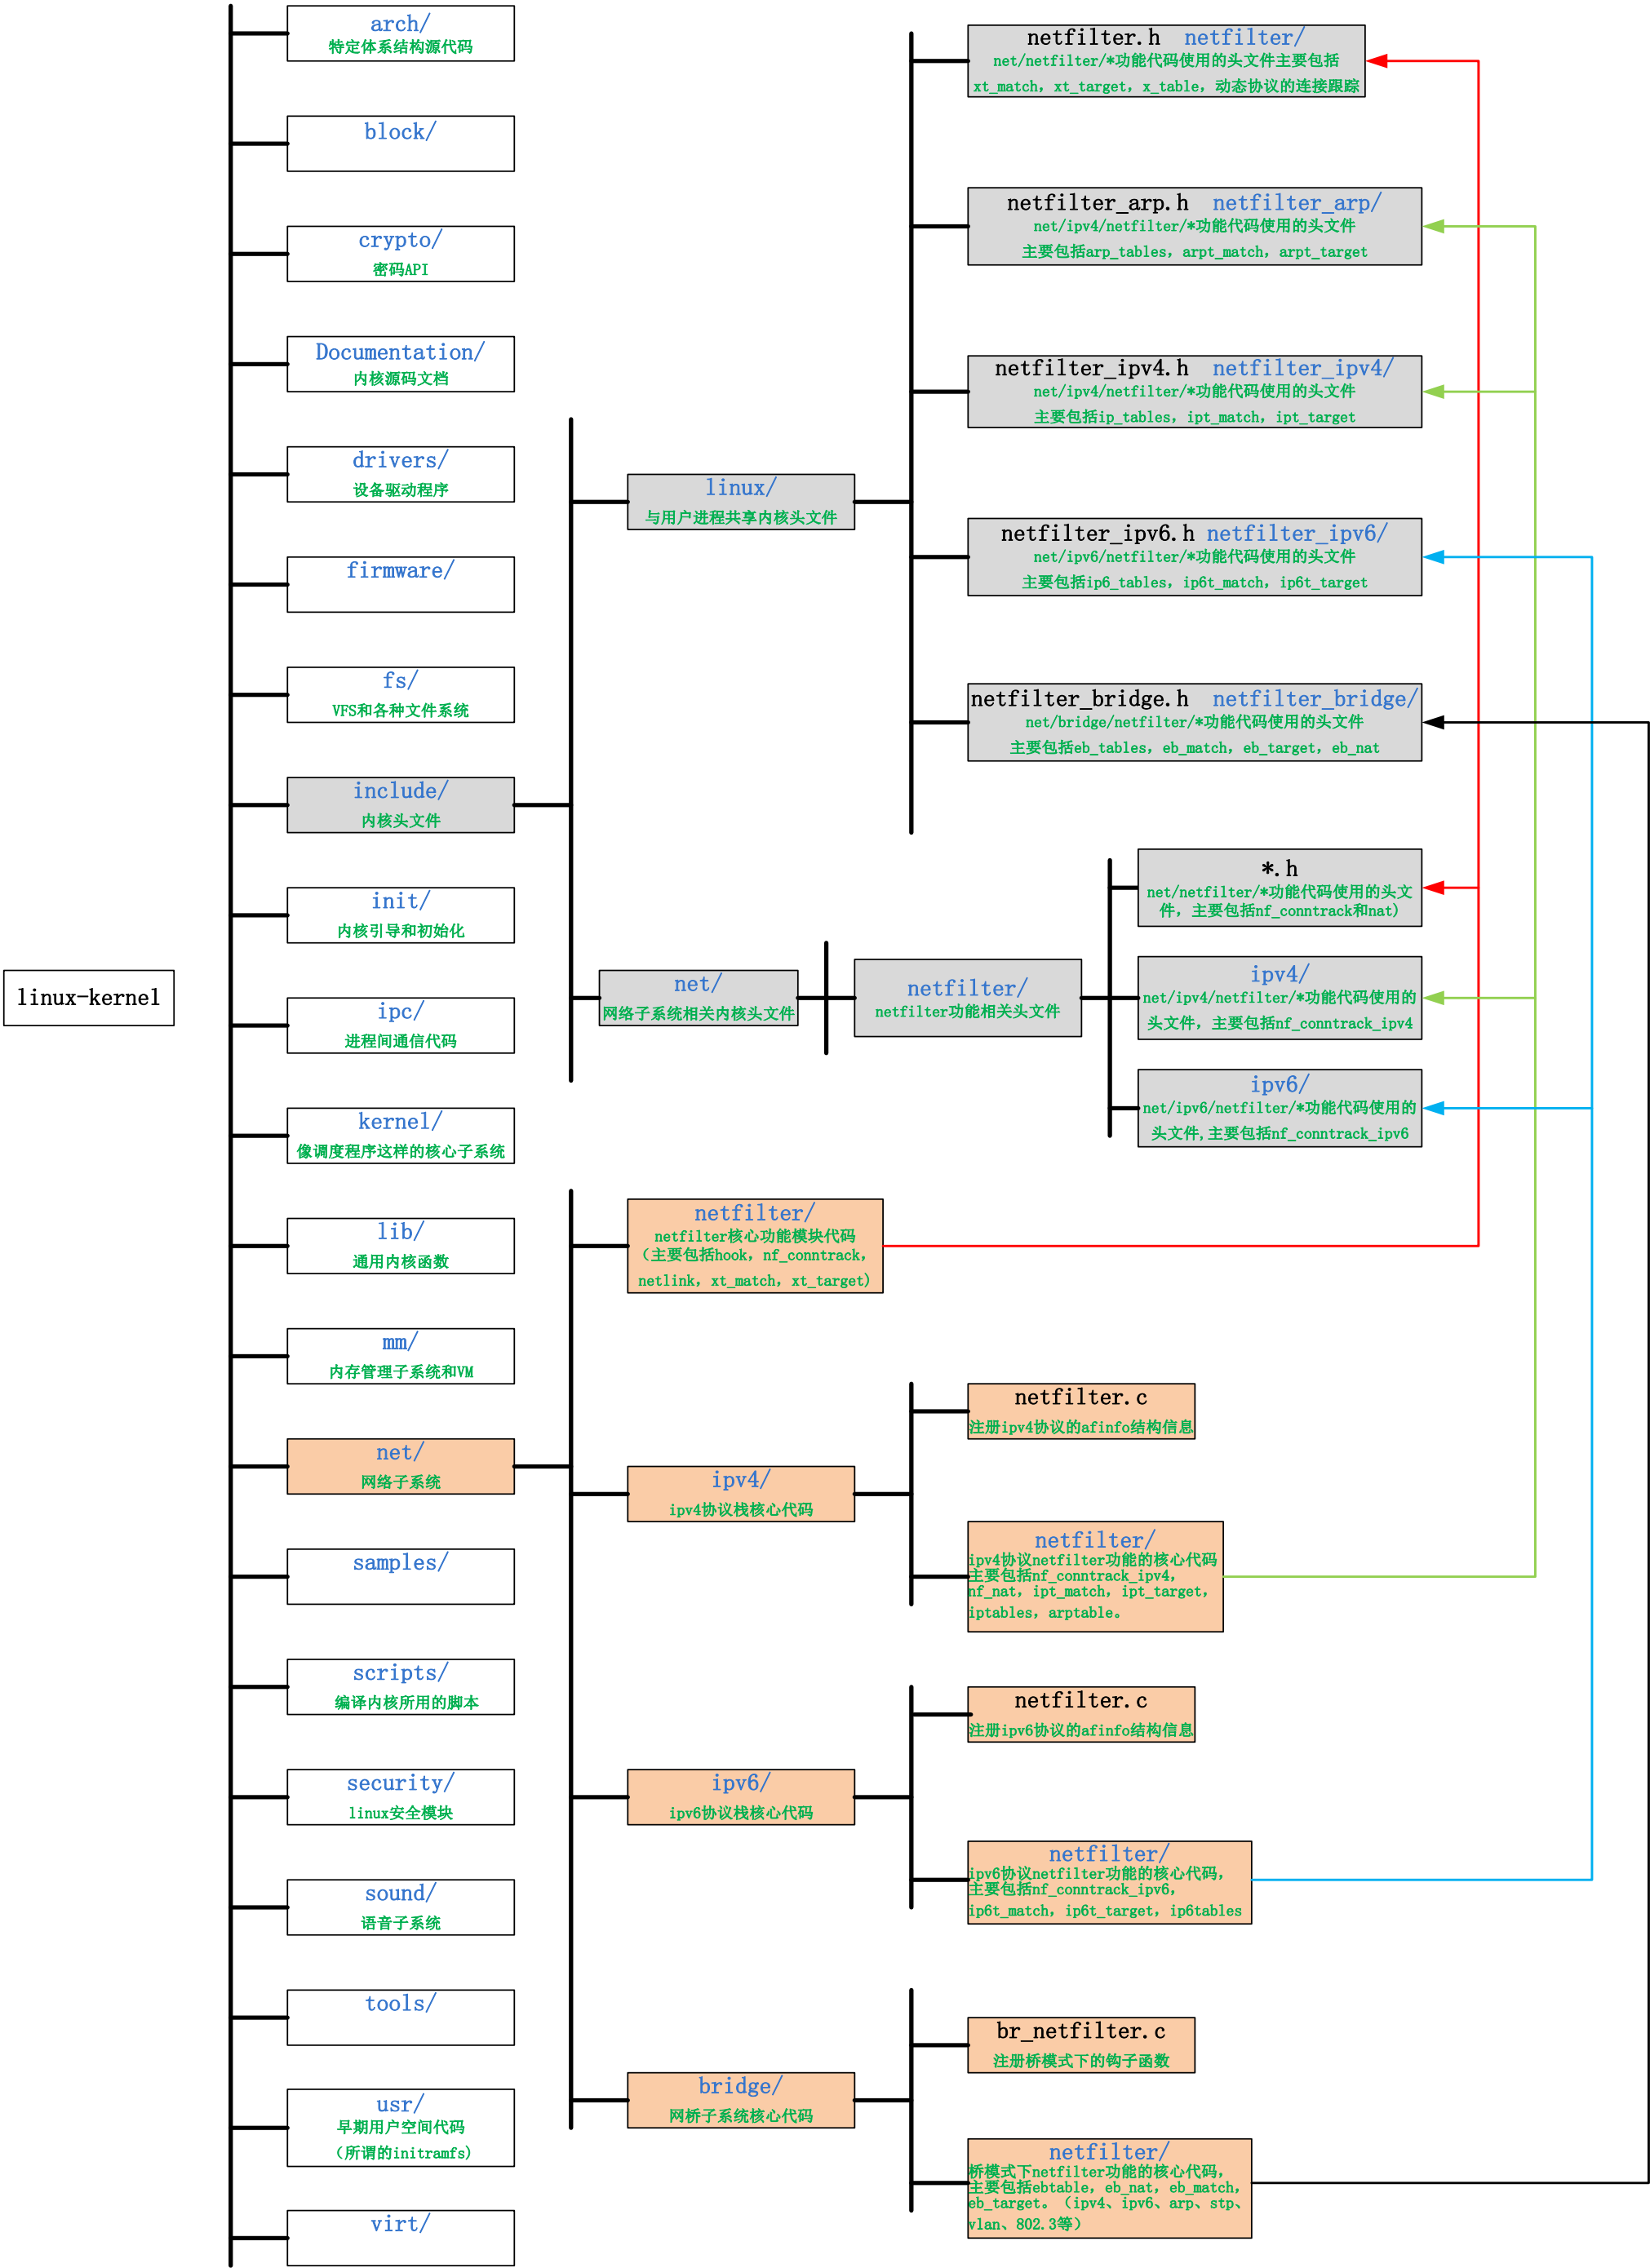 linux-kernel
arch/
特定体系结构源代码
block/
crypto/
密码API
Documentation/
内核源码文档
drivers/
设备驱动程序
firmware/
fs/
VFS和各种文件系统
include/
内核头文件
init/
内核引导和初始化
ipc/
进程间通信代码
kernel/
像调度程序这样的核心子系统
lib/
通用内核函数
mm/
内存管理子系统和VM
net/
网络子系统
samples/
scripts/
编译内核所用的脚本
security/
linux安全模块
sound/
语音子系统
tools/
usr/
早期用户空间代码
（所谓的initramfs）
virt/
linux/
与用户进程共享内核头文件
netfilter.h netfilter/
net/netfilter/*功能代码使用的头文件主要包括
xt_match，xt_target，x_table，动态协议的连接跟踪
netfilter_arp.h netfilter_arp/
net/ipv4/netfilter/*功能代码使用的头文件
主要包括arp_tables，arpt_match，arpt_target
netfilter_ipv4.h netfilter_ipv4/
net/ipv4/netfilter/*功能代码使用的头文件
主要包括ip_tables，ipt_match，ipt_target
netfilter_ipv6.h netfilter_ipv6/
net/ipv6/netfilter/*功能代码使用的头文件
主要包括ip6_tables，ip6t_match，ip6t_target
netfilter_bridge.h netfilter_bridge/
net/bridge/netfilter/*功能代码使用的头文件
主要包括eb_tables，eb_match，eb_target，eb_nat
net/
网络子系统相关内核头文件
netfilter/
netfilter功能相关头文件
*.h
net/netfilter/*功能代码使用的头文
件，主要包括nf_conntrack和nat）
ipv4/
net/ipv4/netfilter/*功能代码使用的
头文件，主要包括nf_conntrack_ipv4
ipv6/
net/ipv6/netfilter/*功能代码使用的
头文件,主要包括nf_conntrack_ipv6
netfilter/
netfilter核心功能模块代码
（主要包括hook，nf_conntrack，
netlink，xt_match，xt_target）
ipv4/
ipv4协议栈核心代码
netfilter.c
注册ipv4协议的afinfo结构信息
netfilter/
ipv4协议netfilter功能的核心代码
主要包括nf_conntrack_ipv4，
nf_nat，ipt_match，ipt_target，
iptables，arptable。
ipv6/
ipv6协议栈核心代码
netfilter.c
注册ipv6协议的afinfo结构信息
netfilter/
ipv6协议netfilter功能的核心代码，
主要包括nf_conntrack_ipv6，
ip6t_match，ip6t_target，ip6tables
bridge/
网桥子系统核心代码
br_netfilter.c
注册桥模式下的钩子函数
netfilter/
桥模式下netfilter功能的核心代码，
主要包括ebtable，eb_nat，eb_match，
eb_target。（ipv4、ipv6、arp、stp、
vlan、802.3等）